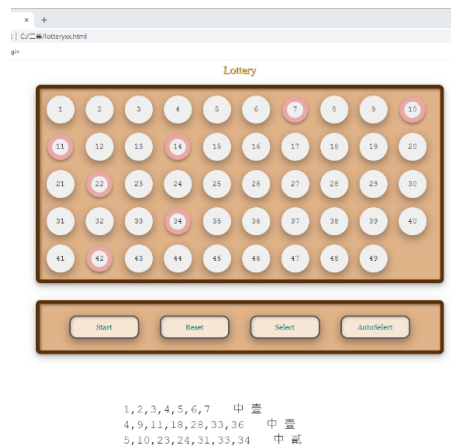 × +
C:/二專/lotteryxx.html
gin
Lottery
1 2 3 4 5 6 7 8 9 10
11 12 13 14 15 16 17 18 19 20
21 22 23 24 25 26 27 28 29 30
31 32 33 34 35 36 37 38 39 40
41 42 43 44 45 46 47 48 49
Start Reset Select AutoSelect
1,2,3,4,5,6,7 中 壹
4,9,11,18,28,33,36 中 壹
5,10,23,24,31,33,34 中 貳